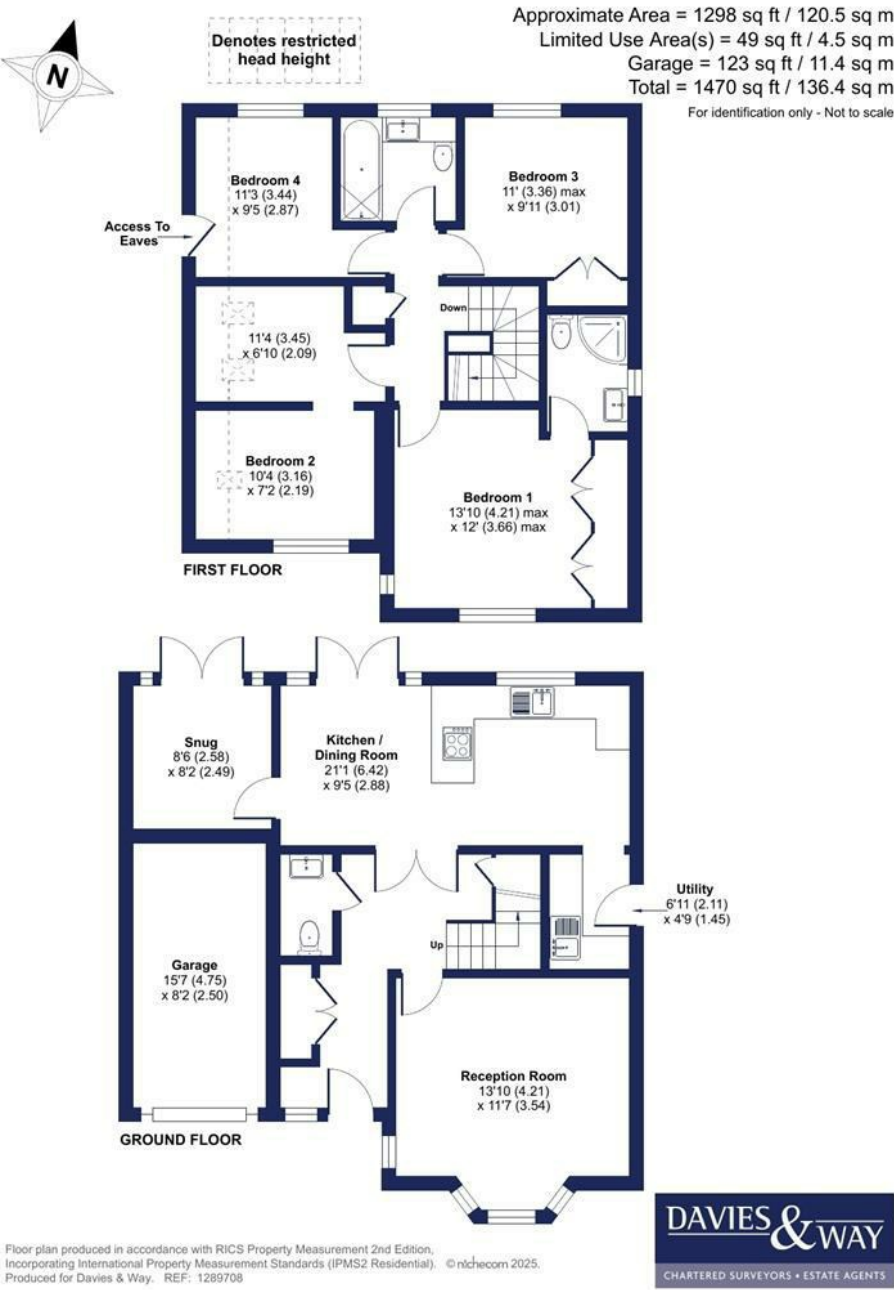 Approximate Area = 1298 sq ft / 120.5 sq m
Limited Use Area(s) = 49 sq ft / 4.5 sq m
Garage = 123 sq ft / 11.4 sq m
Total = 1470 sq ft / 136.4 sq m
For identification only - Not to scale
N
Denotes restricted
head height
Bedroom 4
11'3 (3.44)
x 9'5 (2.87)
Bedroom 3
11' (3.36) max
x 9'11 (3.01)
Access To
Eaves
Down
11'4 (3.45)
x 6'10 (2.09)
Bedroom 2
10'4 (3.16)
x 7'2 (2.19)
Bedroom 1
13'10 (4.21) max
x 12' (3.66) max
FIRST FLOOR
Snug
8'6 (2.58)
x 8'2 (2.49)
Kitchen /
Dining Room
21'1 (6.42)
x 9'5 (2.88)
Utility
6'11 (2.11)
x 4'9 (1.45)
Up
Garage
15'7 (4.75)
x 8'2 (2.50)
Reception Room
13'10 (4.21)
x 11'7 (3.54)
GROUND FLOOR
DAVIES & WAY
CHARTERED SURVEYORS • ESTATE AGENTS
Floor plan produced in accordance with RICS Property Measurement 2nd Edition,
Incorporating International Property Measurement Standards (IPMS2 Residential). © nichecom 2025.
Produced for Davies & Way. REF: 1289708